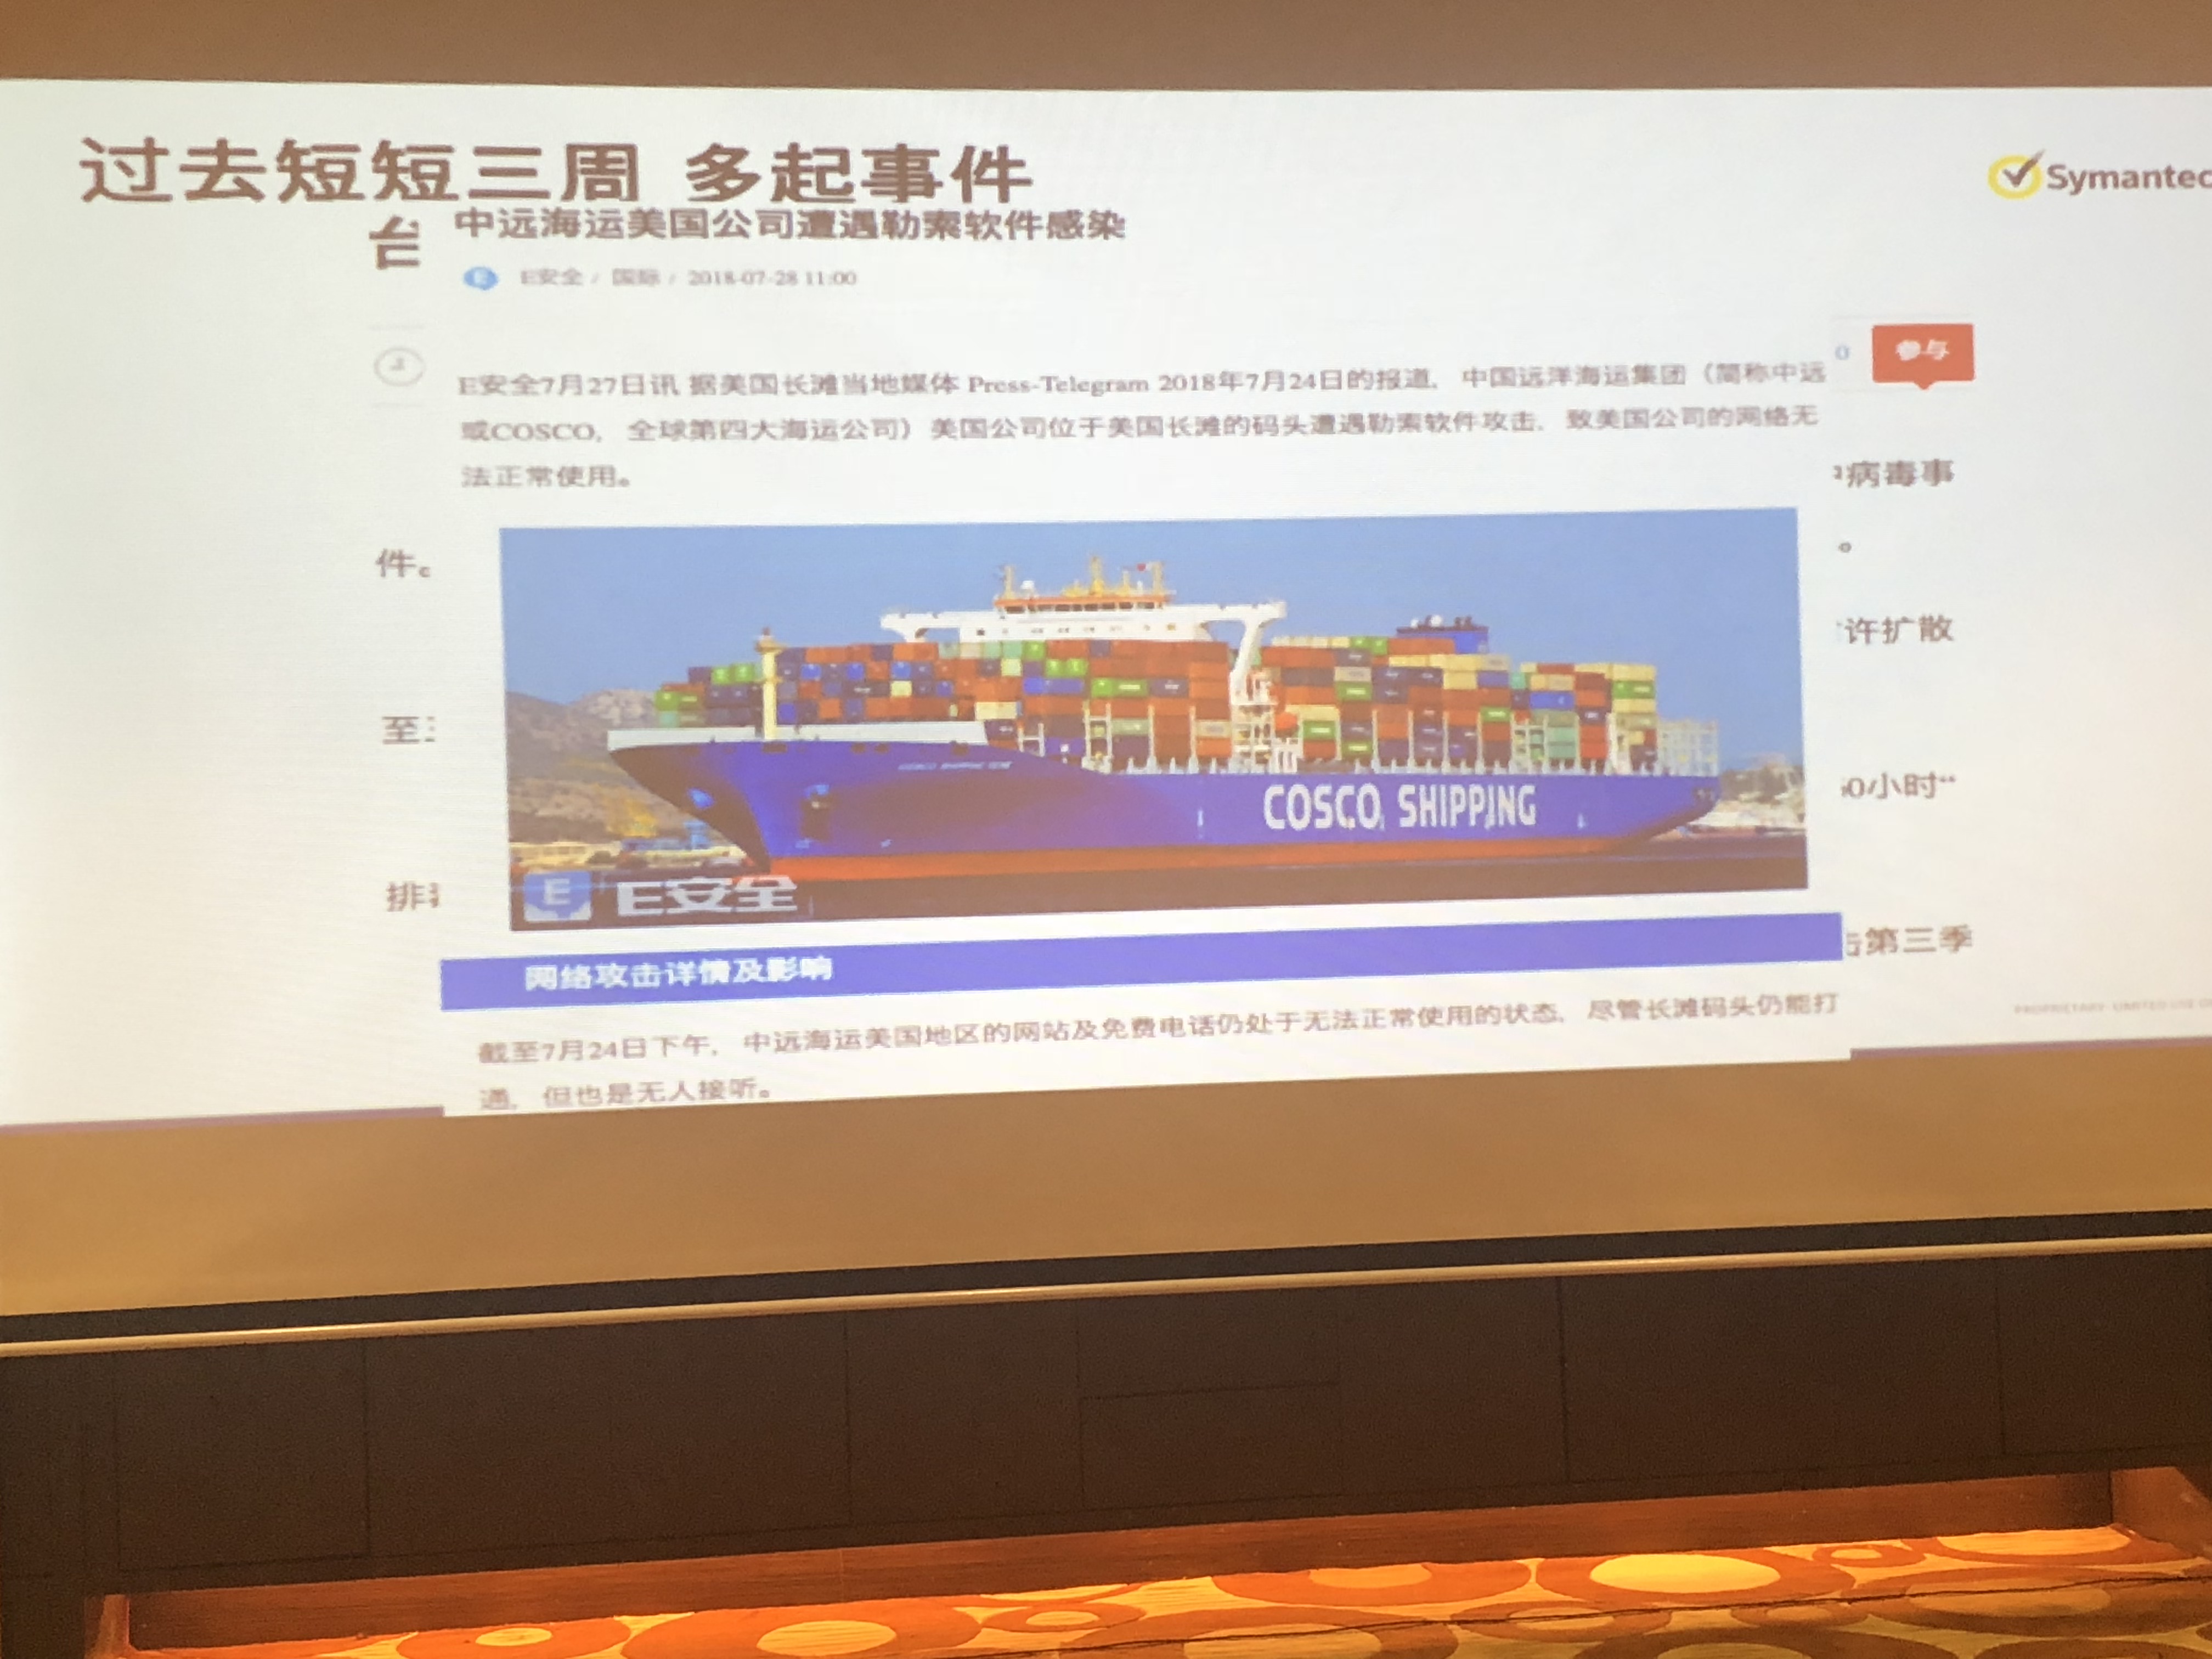 过去短短三周 多起事件
Symantec
中远海运美国公司遭遇勒索软件感染
E安全 / 国际 / 2018-07-28 11:00
0
参与
E安全7月27日讯 据美国长滩当地媒体 Press-Telegram 2018年7月24日的报道，中国远洋海运集团（简称中远
或COSCO，全球第四大海运公司）美国公司位于美国长滩的码头遭遇勒索软件攻击，致美国公司的网络无
法正常使用。
病毒事
件。
许扩散
至
0小时“
COSCO SHIPPING
E安全
排
击第三季
网络攻击详情及影响
截至7月24日下午，中远海运美国地区的网站及免费电话仍处于无法正常使用的状态，尽管长滩码头仍能打
通，但也是无人接听。